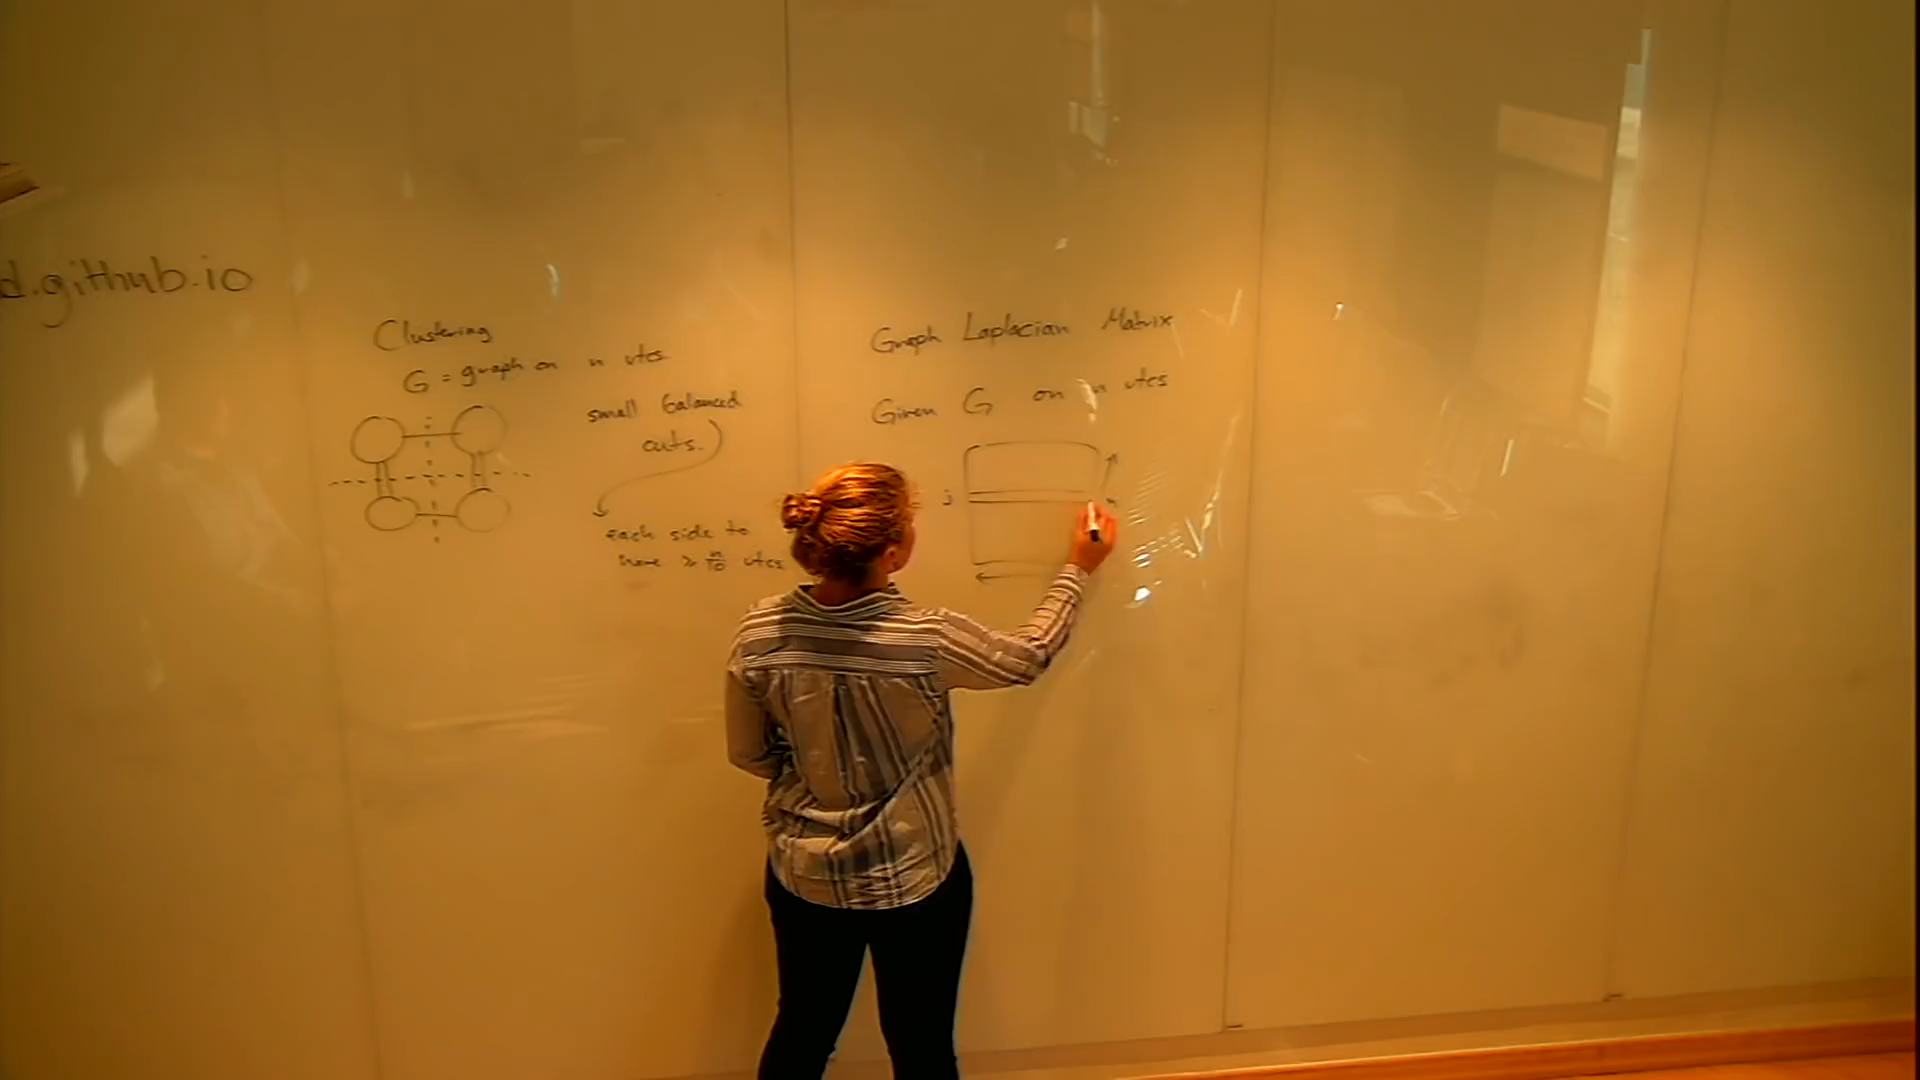 d.github.io
Clustering
G = graph on n vtcs
small balanced
cuts.
each side to
have ≥ n/10 vtcs
Graph Laplacian Matrix
Given G on n vtcs